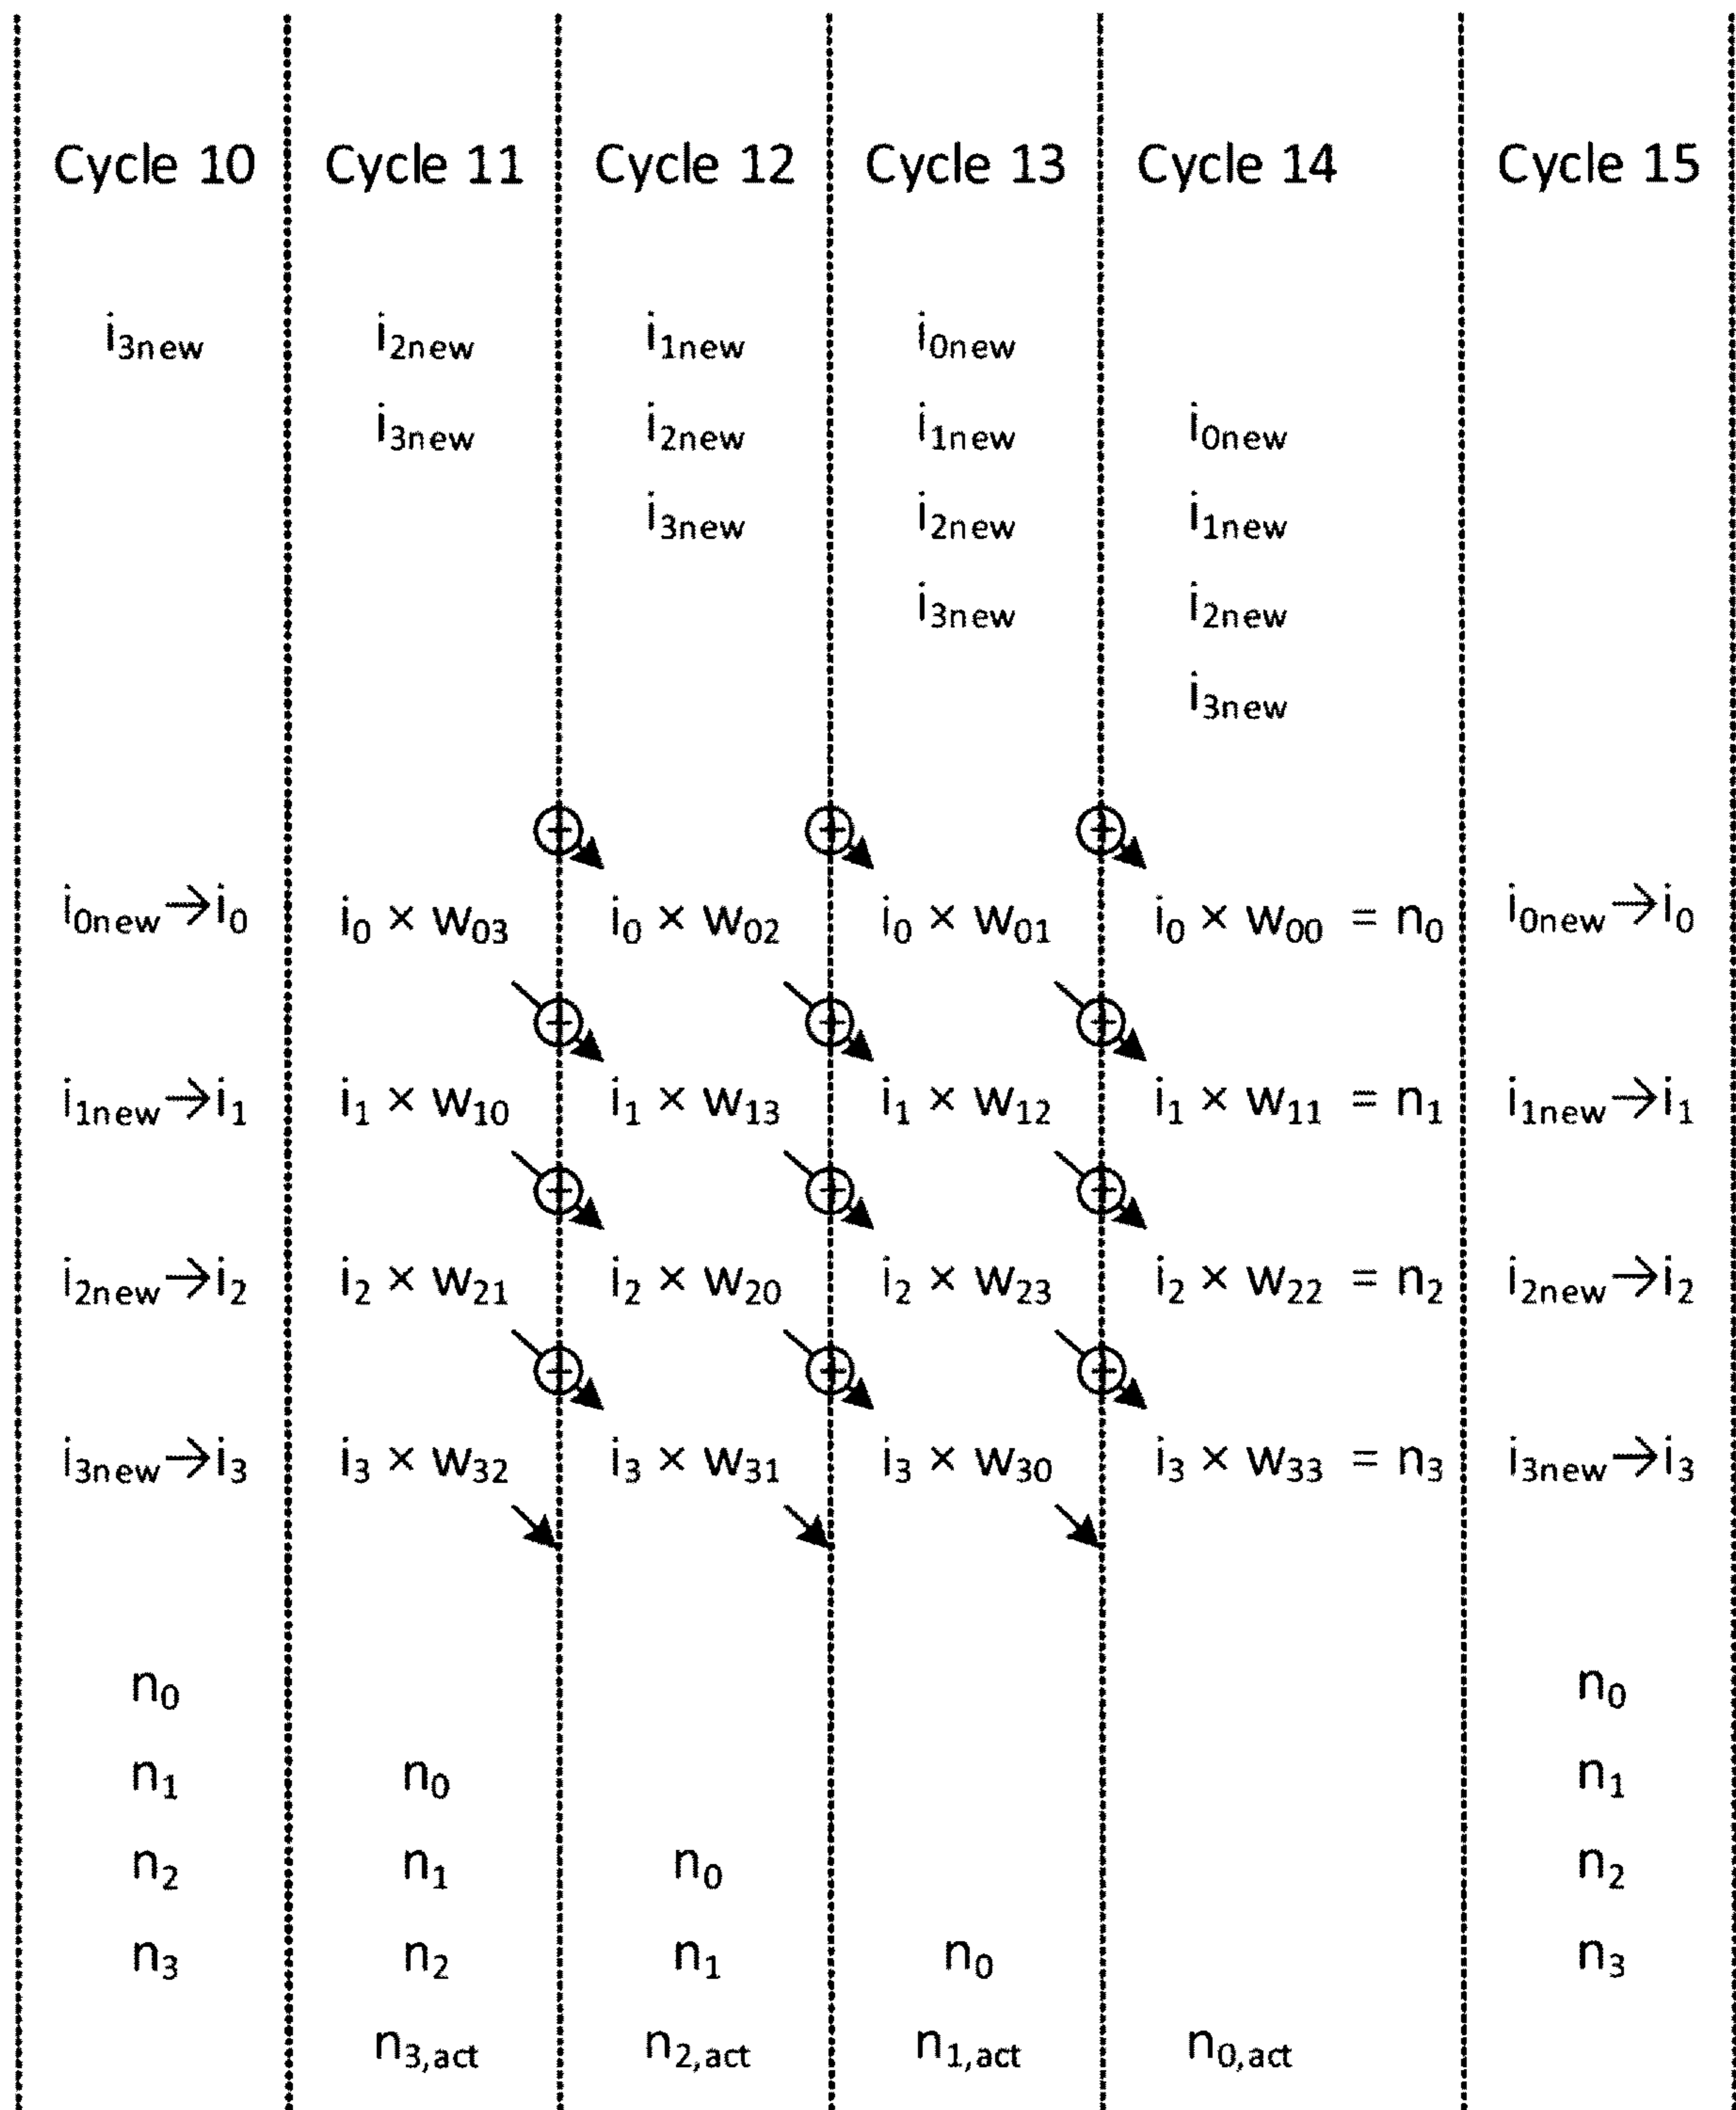 Cycle 10 Cycle 11 Cycle 12 Cycle 13 Cycle 14 Cycle 15
i₃new i₂new i₁new i₀new
i₃new i₂new i₁new i₀new
i₃new i₂new i₁new
i₃new i₂new
i₃new
i₀new→i₀ i₀ × w₀₃ i₀ × w₀₂ i₀ × w₀₁ i₀ × w₀₀ = n₀ i₀new→i₀
i₁new→i₁ i₁ × w₁₀ i₁ × w₁₃ i₁ × w₁₂ i₁ × w₁₁ = n₁ i₁new→i₁
i₂new→i₂ i₂ × w₂₁ i₂ × w₂₀ i₂ × w₂₃ i₂ × w₂₂ = n₂ i₂new→i₂
i₃new→i₃ i₃ × w₃₂ i₃ × w₃₁ i₃ × w₃₀ i₃ × w₃₃ = n₃ i₃new→i₃
n₀ n₀
n₁ n₀ n₁
n₂ n₁ n₀ n₂
n₃ n₂ n₁ n₀ n₃
n₃,act n₂,act n₁,act n₀,act